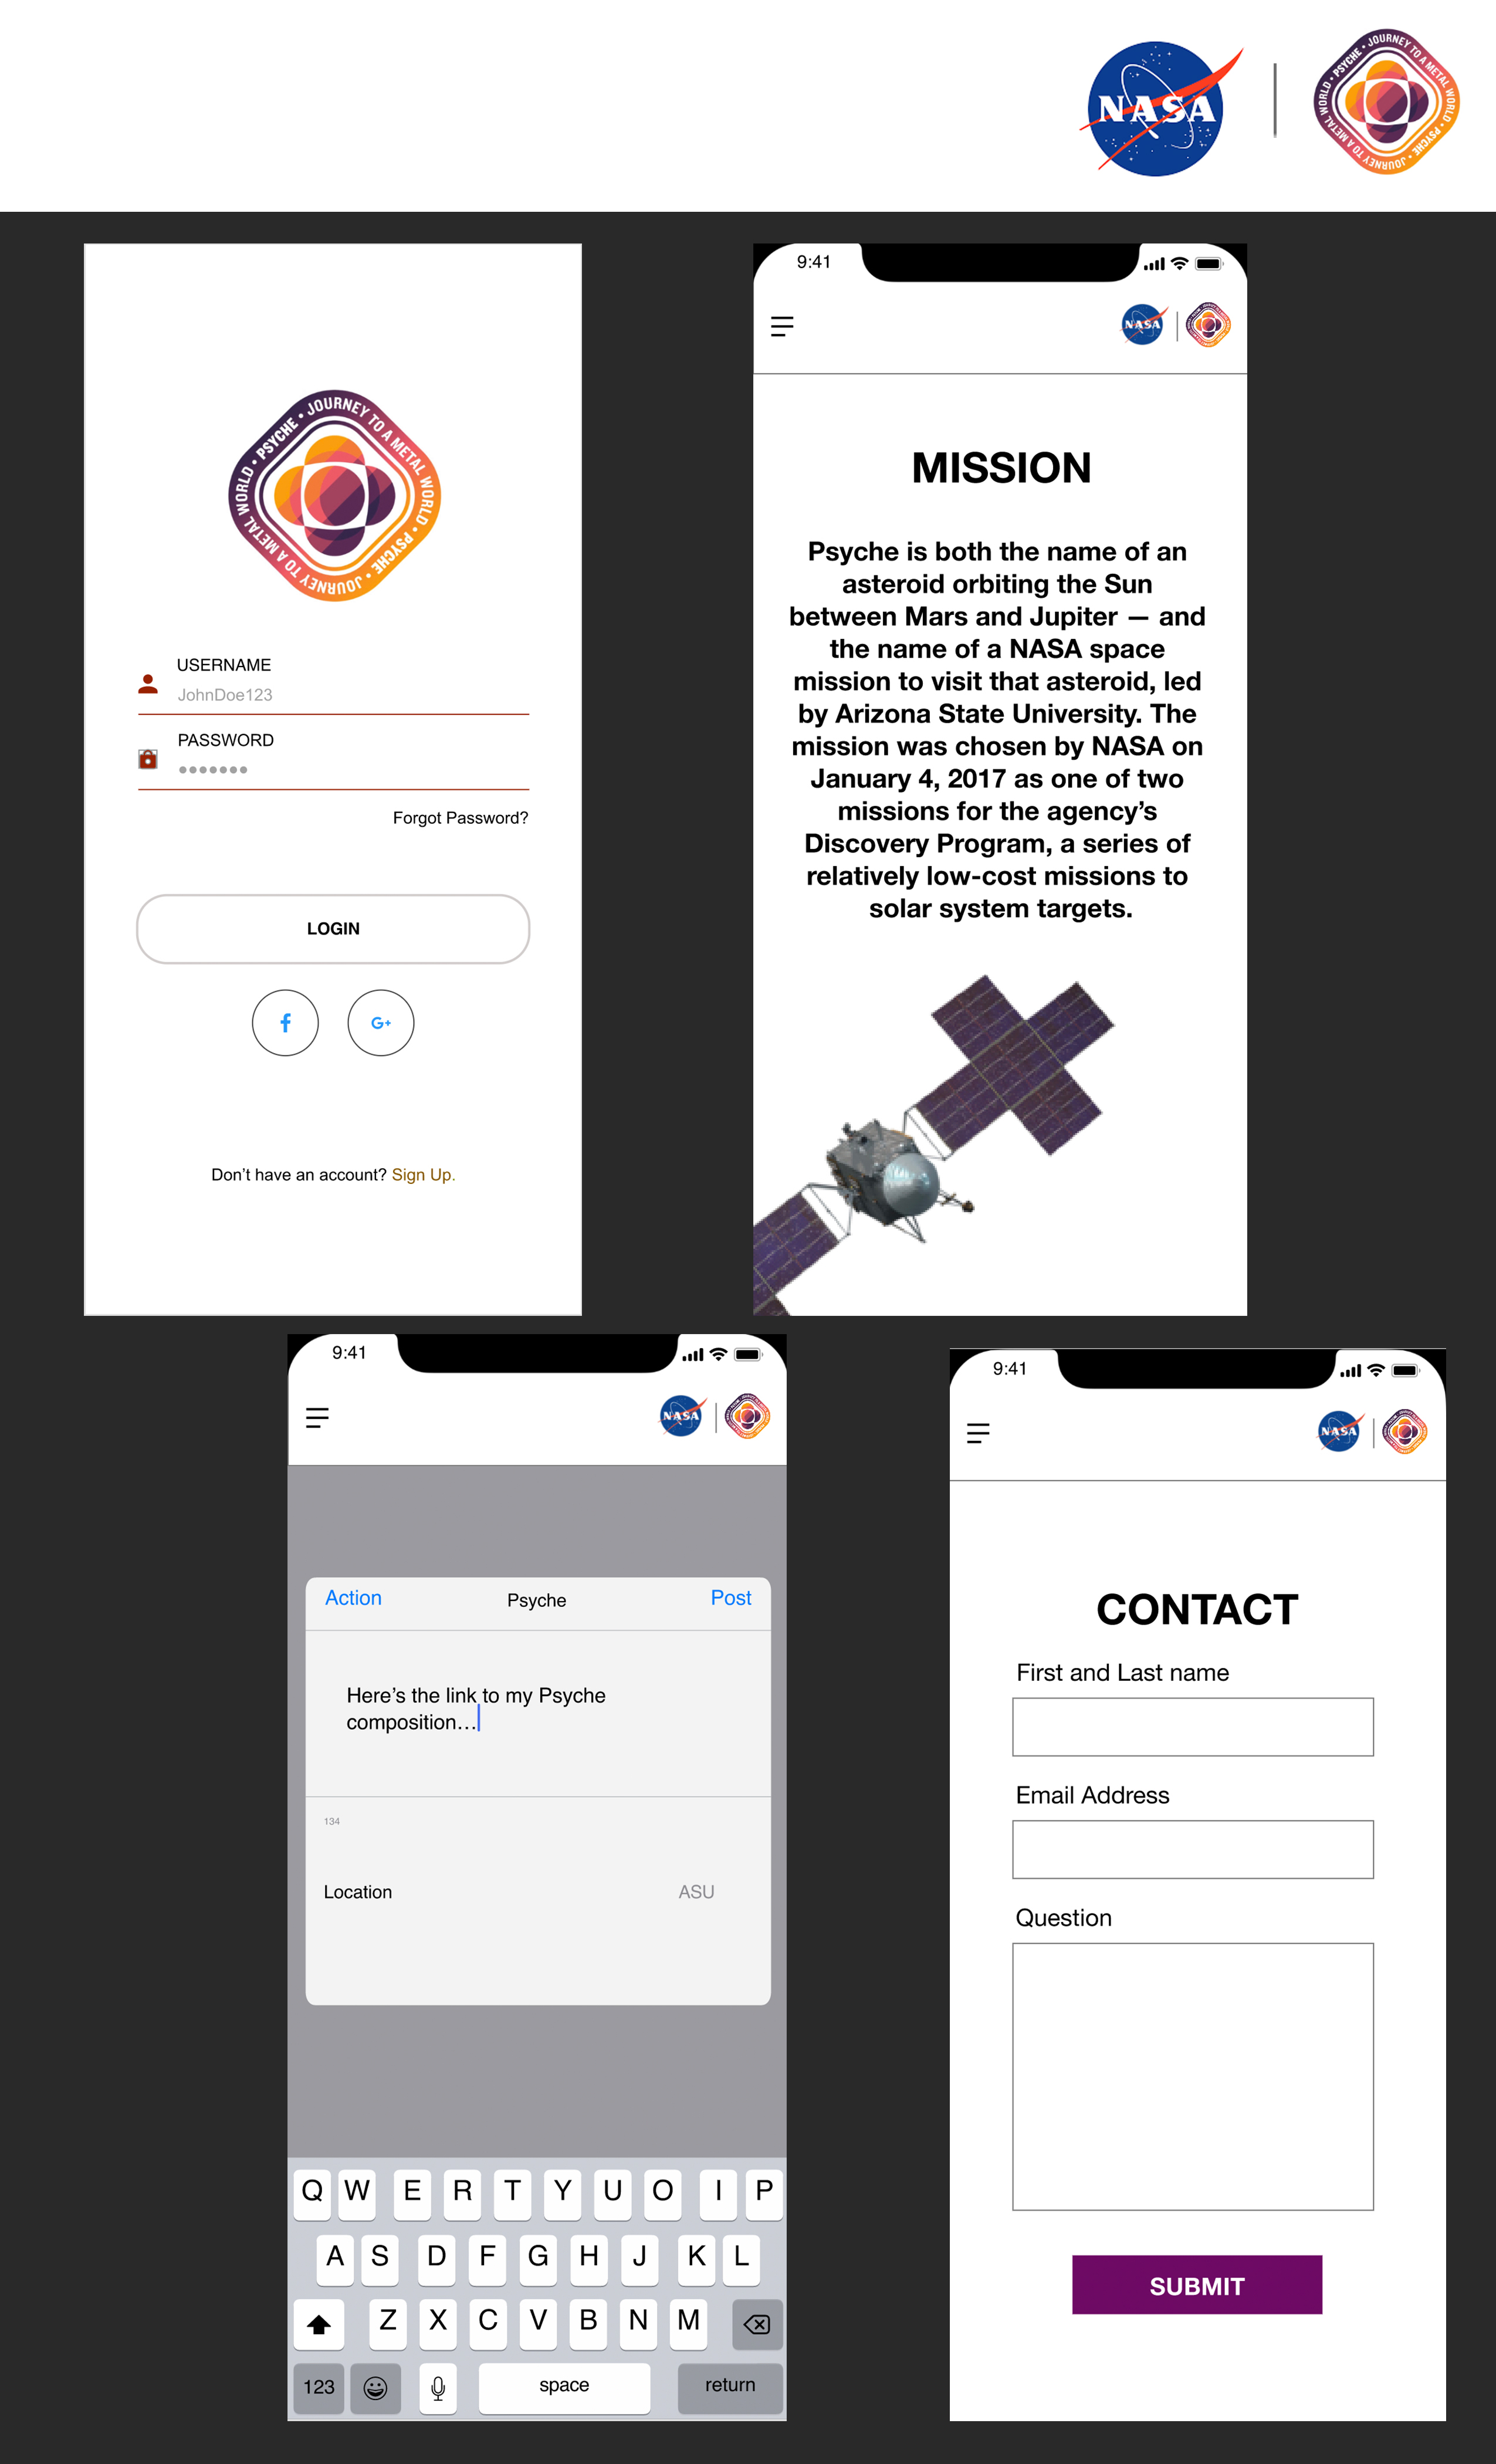 NASA
PSYCHE • JOURNEY TO A METAL WORLD • PSYCHE • JOURNEY TO A METAL WORLD •
PSYCHE • JOURNEY TO A METAL WORLD • PSYCHE • JOURNEY TO A METAL WORLD •
USERNAME
JohnDoe123
PASSWORD
Forgot Password?
LOGIN
f
G+
Don’t have an account? Sign Up.
9:41
NASA
MISSION
Psyche is both the name of an
asteroid orbiting the Sun
between Mars and Jupiter — and
the name of a NASA space
mission to visit that asteroid, led
by Arizona State University. The
mission was chosen by NASA on
January 4, 2017 as one of two
missions for the agency’s
Discovery Program, a series of
relatively low-cost missions to
solar system targets.
9:41
NASA
Action
Psyche
Post
Here’s the link to my Psyche
composition...
134
Location
ASU
Q W E R T Y U O I P
A S D F G H J K L
Z X C V B N M
123
space
return
9:41
NASA
CONTACT
First and Last name
Email Address
Question
SUBMIT